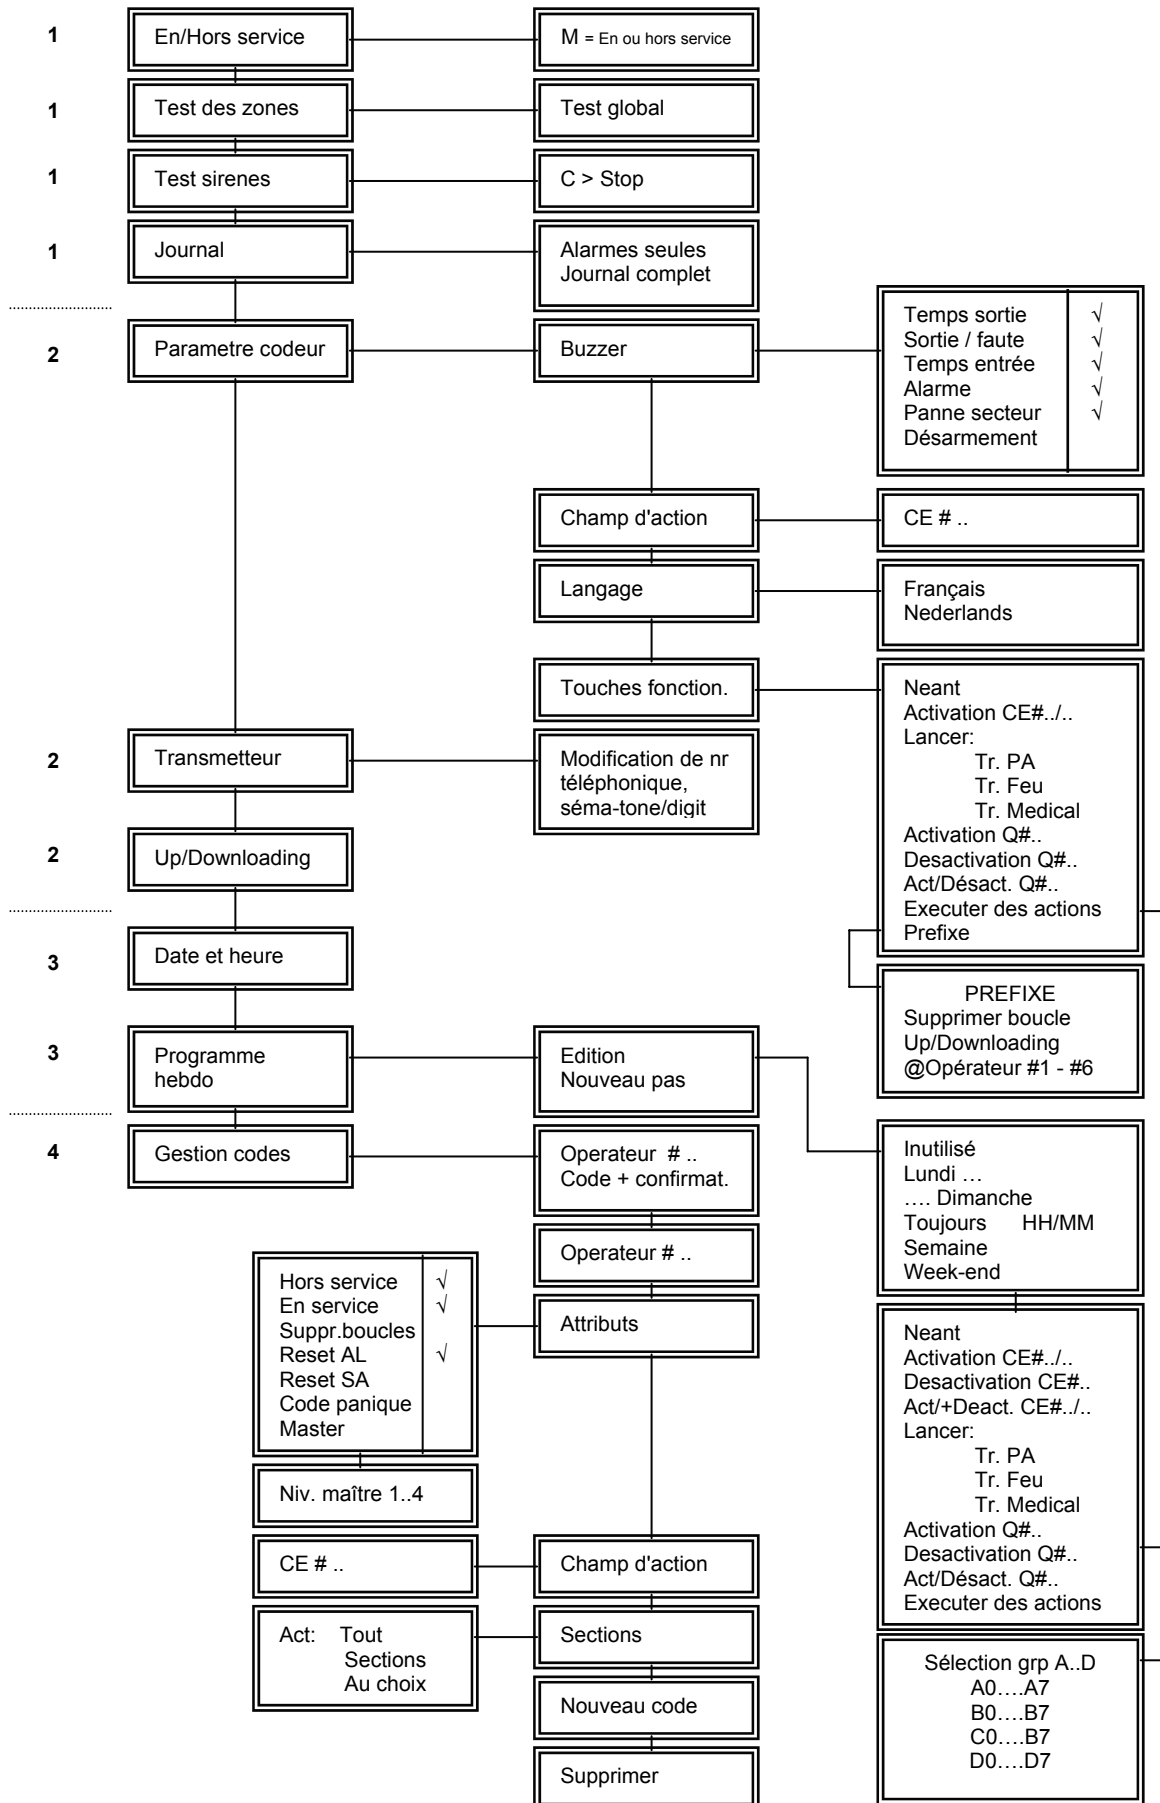 1
En/Hors service
M = En ou hors service
1
Test des zones
Test global
1
Test sirenes
C > Stop
1
Journal
Alarmes seules
Journal complet
2
Parametre codeur
Buzzer
Temps sortie √
Sortie / faute √
Temps entrée √
Alarme √
Panne secteur √
Désarmement
Champ d'action
CE # ..
Langage
Français
Nederlands
Touches fonction.
Neant
Activation CE#../..
Lancer:
Tr. PA
Tr. Feu
Tr. Medical
Activation Q#..
Desactivation Q#..
Act/Désact. Q#..
Executer des actions
Prefixe
2
Transmetteur
Modification de nr
téléphonique,
séma-tone/digit
2
Up/Downloading
3
Date et heure
PREFIXE
Supprimer boucle
Up/Downloading
@Opérateur #1 - #6
3
Programme
hebdo
Edition
Nouveau pas
Inutilisé
Lundi …
…. Dimanche
Toujours HH/MM
Semaine
Week-end
4
Gestion codes
Operateur # ..
Code + confirmat.
Operateur # ..
Attributs
Hors service √
En service √
Suppr.boucles
Reset AL √
Reset SA
Code panique
Master
Niv. maître 1..4
Neant
Activation CE#../..
Desactivation CE#..
Act/+Deact. CE#../..
Lancer:
Tr. PA
Tr. Feu
Tr. Medical
Activation Q#..
Desactivation Q#..
Act/Désact. Q#..
Executer des actions
CE # ..
Champ d'action
Act: Tout
Sections
Au choix
Sections
Sélection grp A..D
A0….A7
B0….B7
C0….B7
D0….D7
Nouveau code
Supprimer